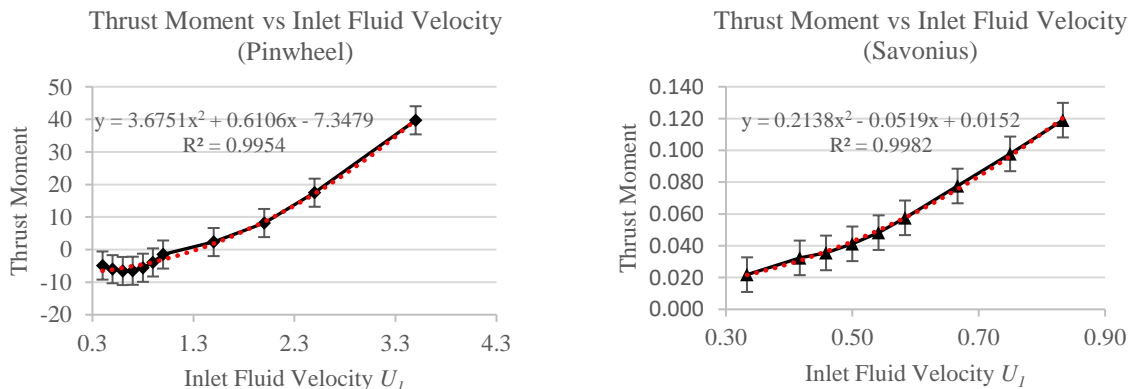 Thrust Moment vs Inlet Fluid Velocity
(Pinwheel)
50
40
30
20
10
0
-10
-20
Thrust Moment
y = 3.6751x² + 0.6106x - 7.3479
R² = 0.9954
0.3 1.3 2.3 3.3 4.3
Inlet Fluid Velocity U₁
Thrust Moment vs Inlet Fluid Velocity
(Savonius)
0.140
0.120
0.100
0.080
0.060
0.040
0.020
0.000
Thrust Moment
y = 0.2138x² - 0.0519x + 0.0152
R² = 0.9982
0.30 0.50 0.70 0.90
Inlet Fluid Velocity U₁